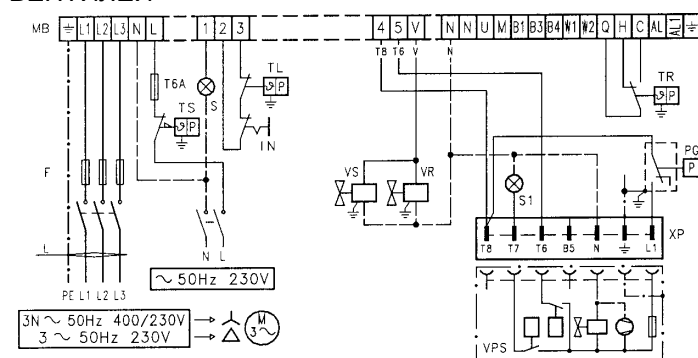 MB ⏚ L1 L2 L3 N L 1 2 3 4 5 V N N U M B1 B3 B4 W1 W2 Q H C AL AL1 ⏚
T8 T6 V N
T6A S TL
ϑ P
TS
ϑ P
IN
TR
ϑ P
F
VS VR
S1
PG
P
L
N L
XP
T8 T7 T6 B5 N ⏚ L1
~ 50Hz 230V
PE L1 L2 L3
3N ~ 50Hz 400/230V
3 ~ 50Hz 230V
M
3~
VPS